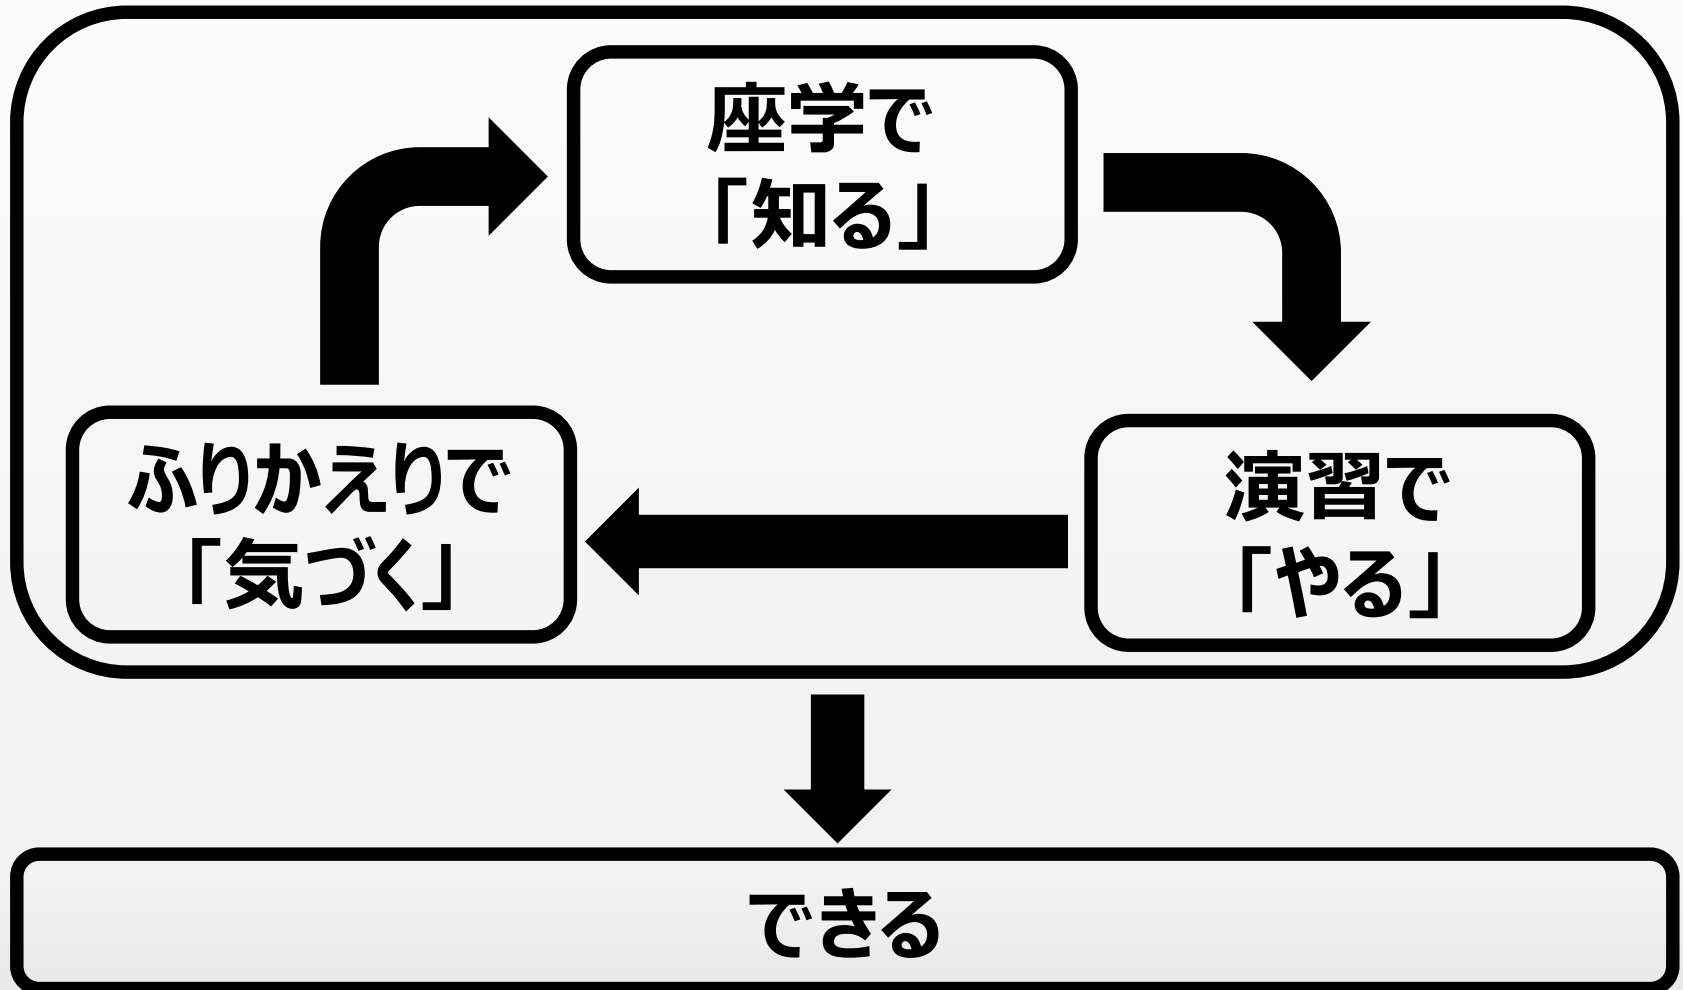 座学で
「知る」
ふりかえりで
「気づく」
演習で
「やる」
できる